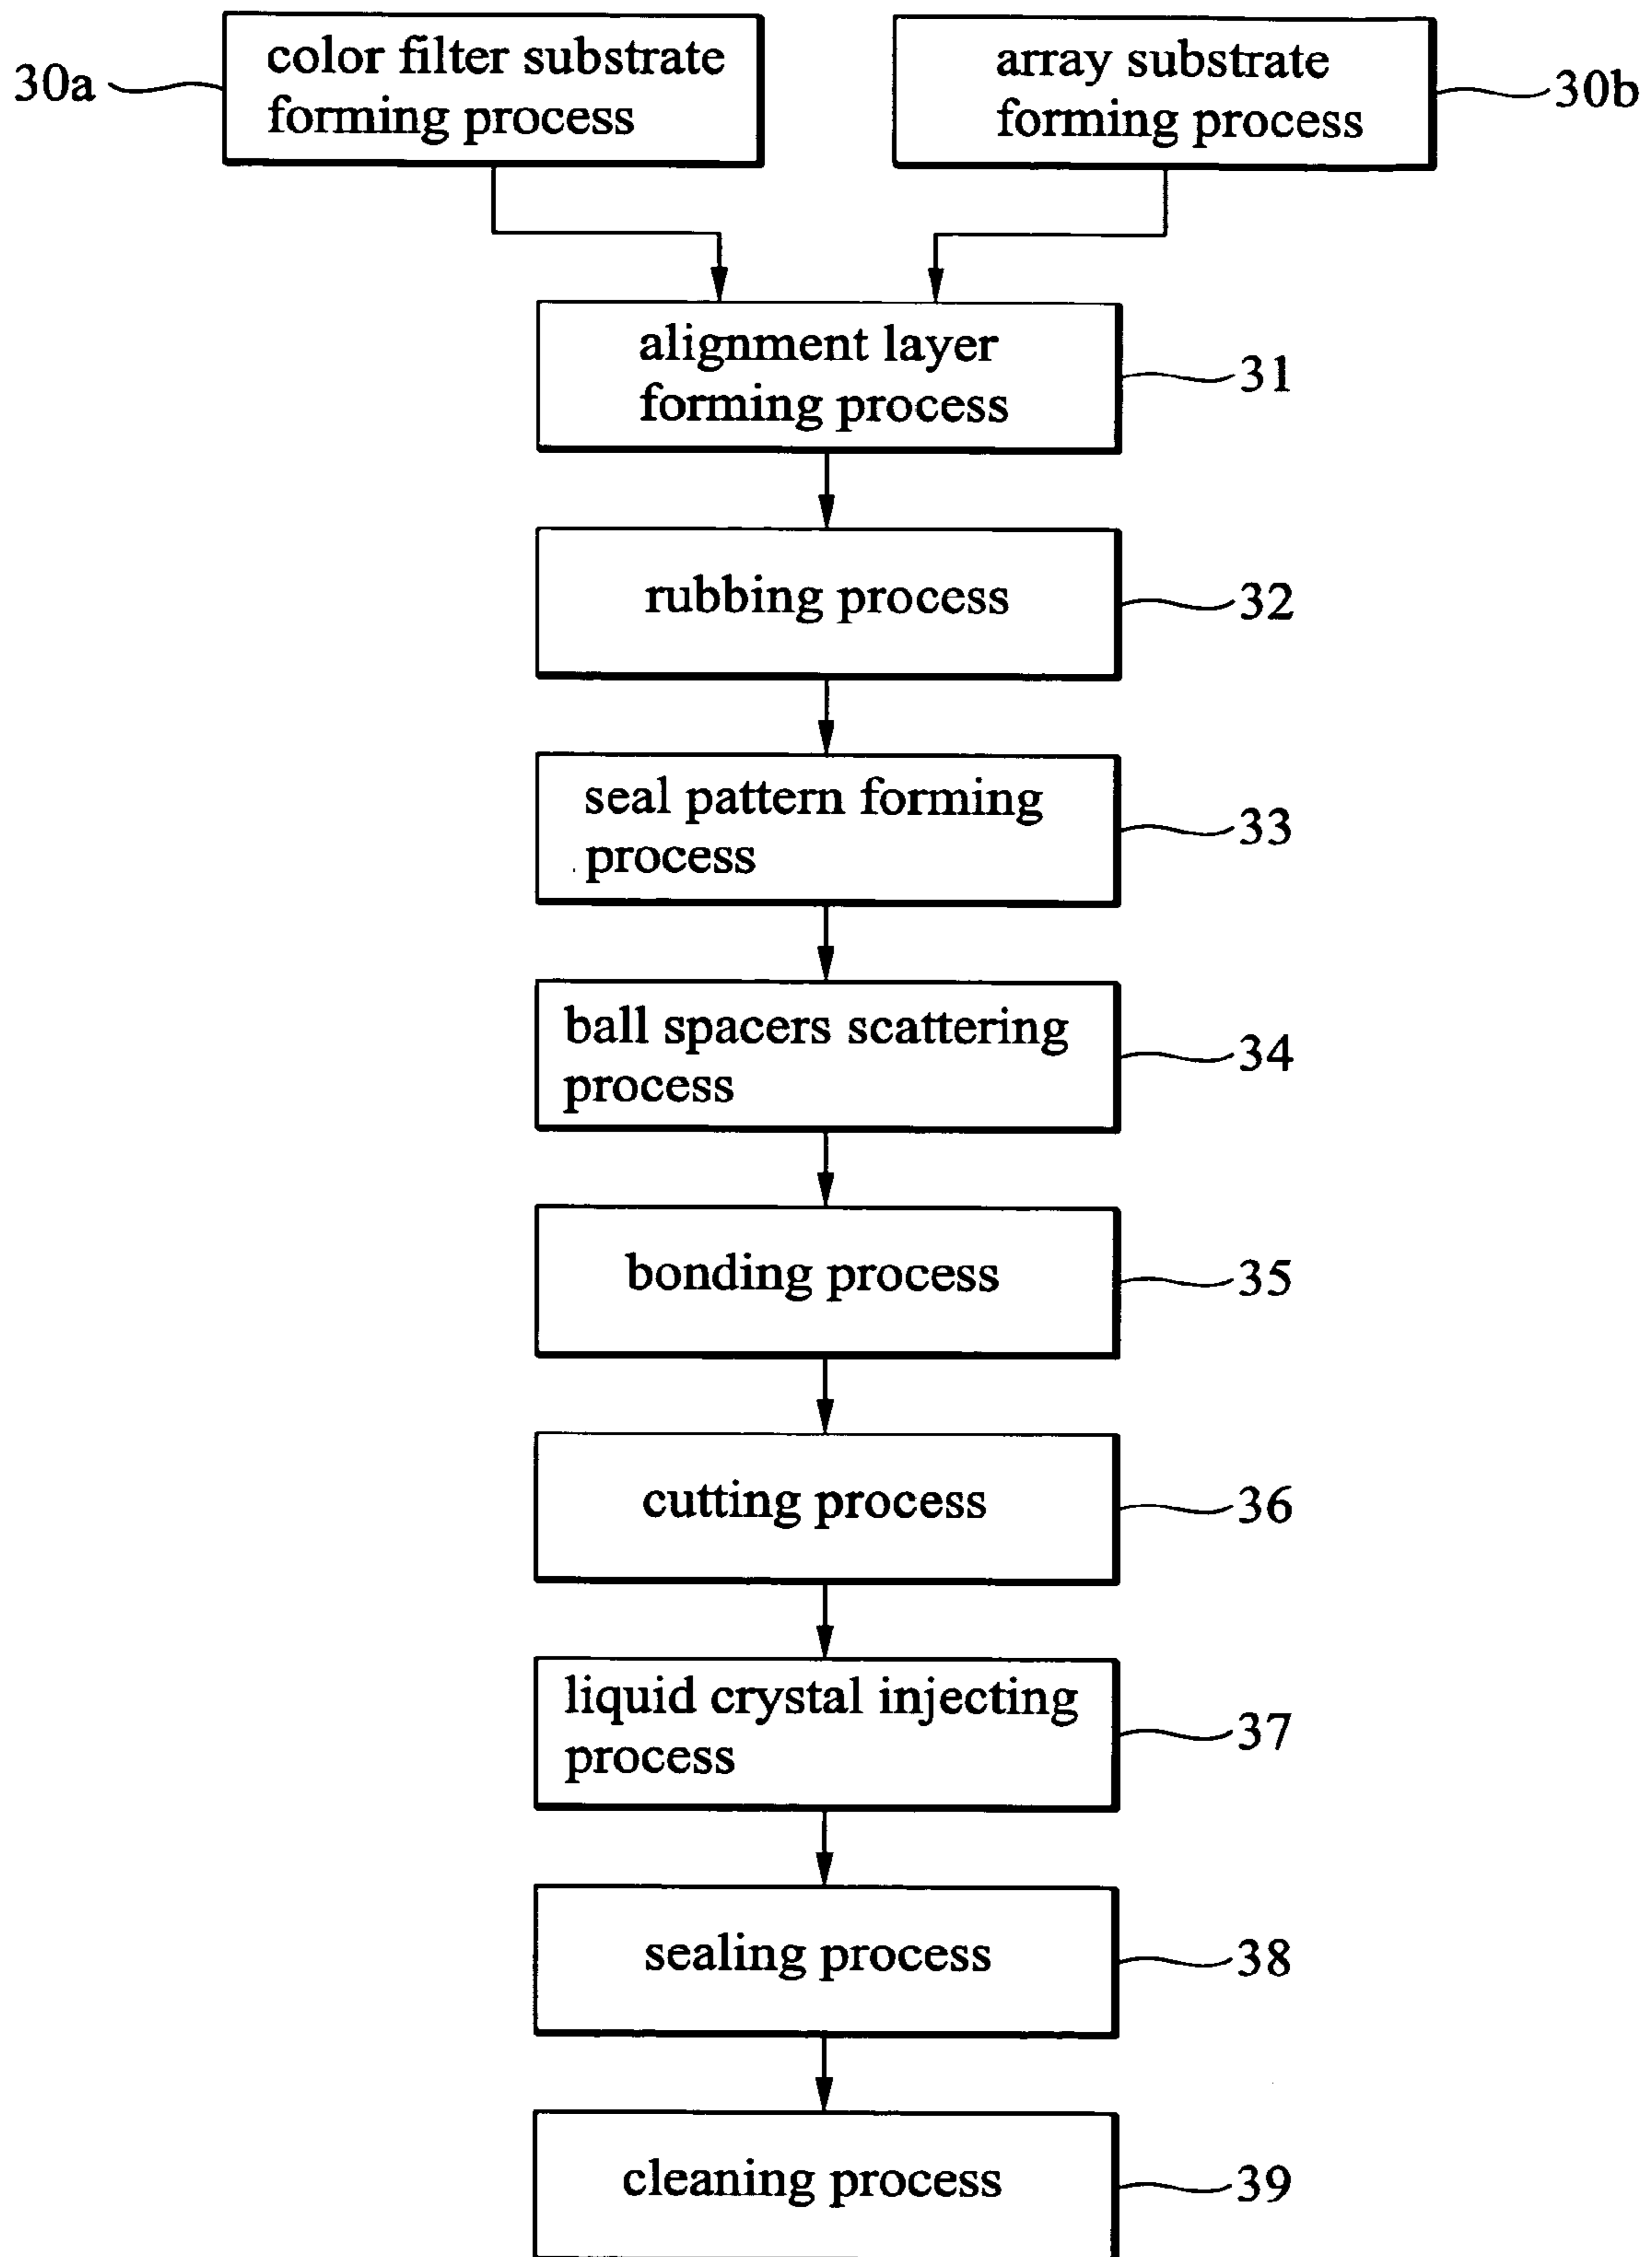 color filter substrate
forming process
30a
array substrate
forming process
30b
alignment layer
forming process
31
rubbing process
32
seal pattern forming
process
33
ball spacers scattering
process
34
bonding process
35
cutting process
36
liquid crystal injecting
process
37
sealing process
38
cleaning process
39